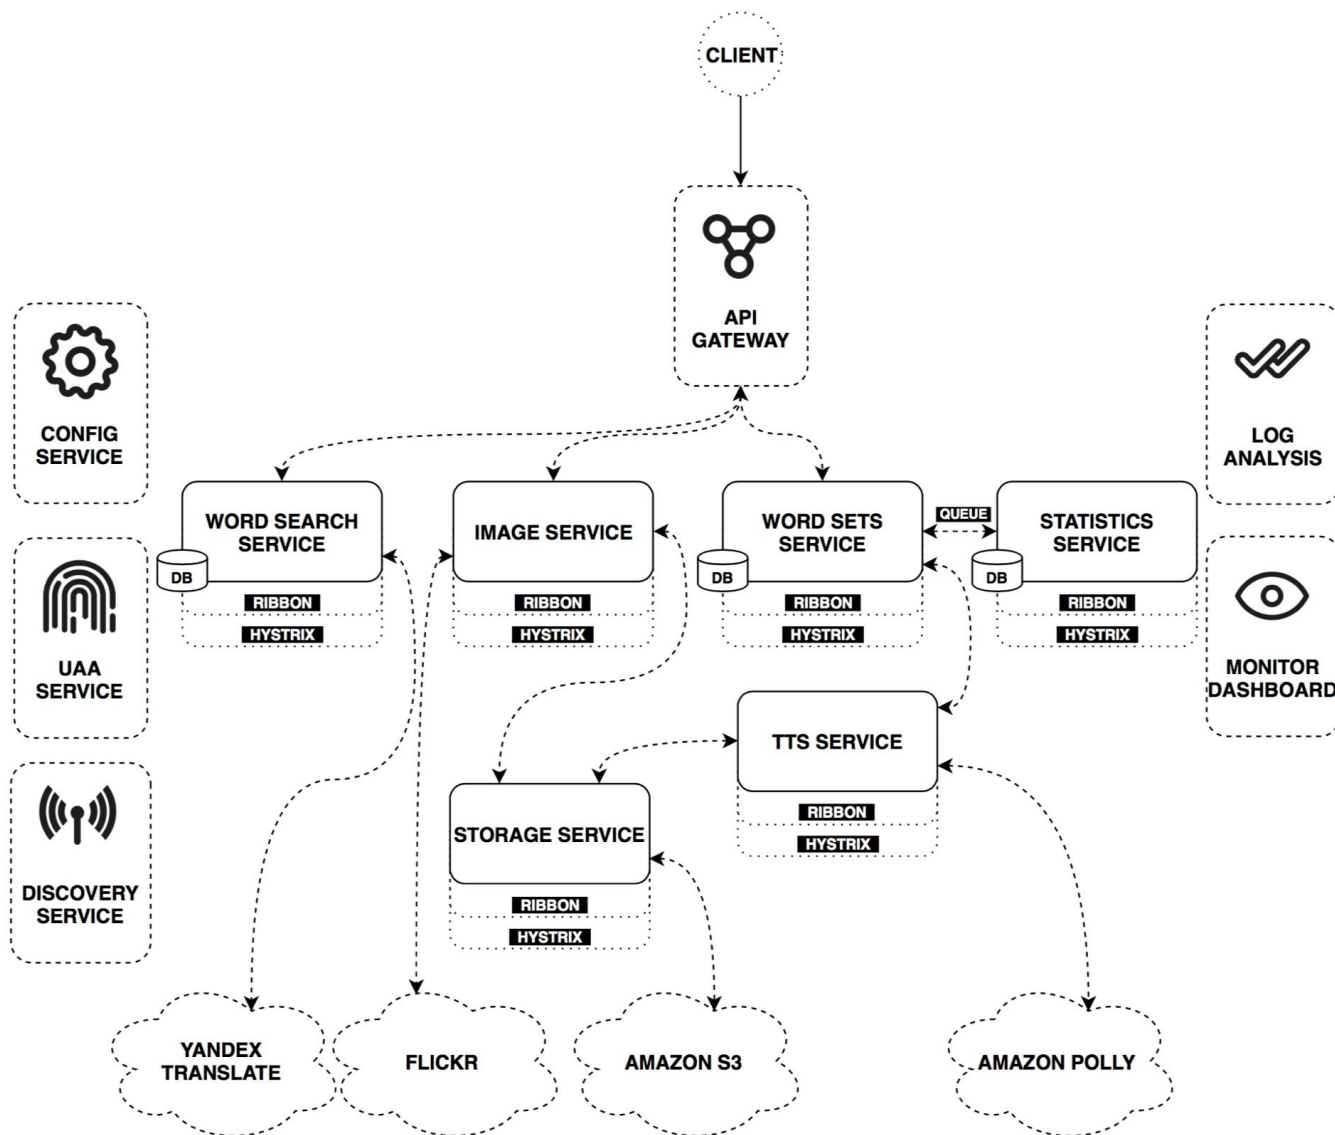 CLIENT
API
GATEWAY
CONFIG
SERVICE
LOG
ANALYSIS
WORD SEARCH
SERVICE
DB
RIBBON
HYSTRIX
IMAGE SERVICE
RIBBON
HYSTRIX
WORD SETS
SERVICE
DB
RIBBON
HYSTRIX
QUEUE
STATISTICS
SERVICE
DB
RIBBON
HYSTRIX
UAA
SERVICE
MONITOR
DASHBOARD
TTS SERVICE
RIBBON
HYSTRIX
STORAGE SERVICE
RIBBON
HYSTRIX
DISCOVERY
SERVICE
YANDEX
TRANSLATE
FLICKR
AMAZON S3
AMAZON POLLY